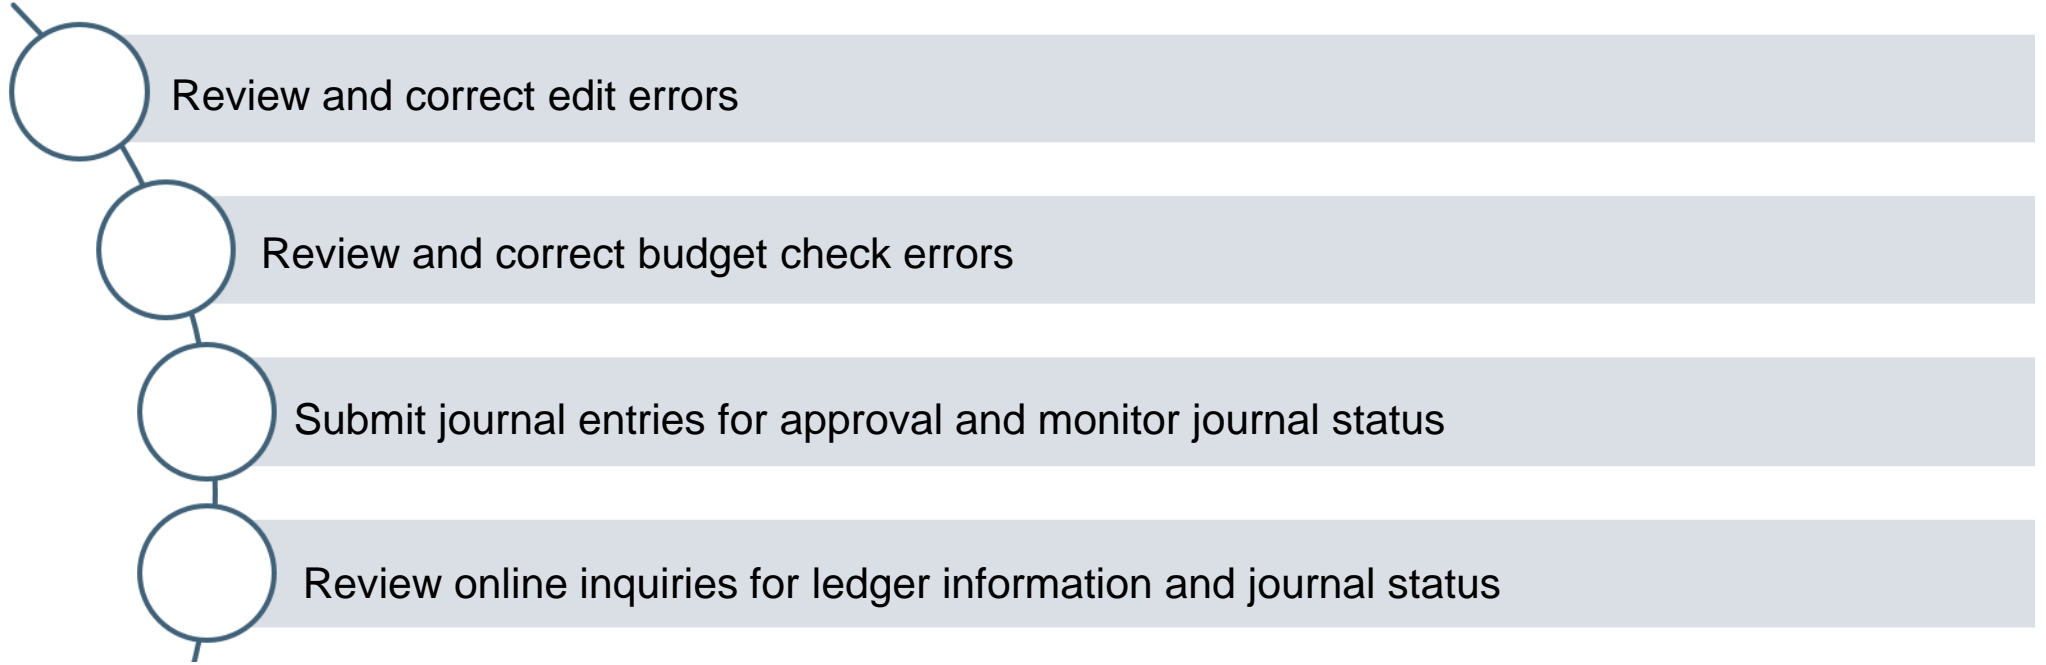 Review and correct edit errors
Review and correct budget check errors
Submit journal entries for approval and monitor journal status
Review online inquiries for ledger information and journal status